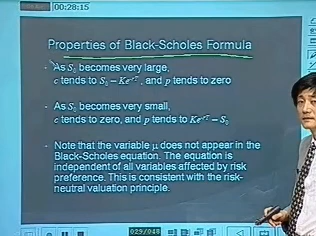 00:28:15
Properties of Black-Scholes Formula
- As S₀ becomes very large,
c tends to S₀ – Ke⁻ʳᵀ, and p tends to zero
- As S₀ becomes very small,
c tends to zero, and p tends to Ke⁻ʳᵀ – S₀
- Note that the variable μ does not appear in the
Black-Scholes equation. The equation is
independent of all variables affected by risk
preference. This is consistent with the risk-
neutral valuation principle.
029/048